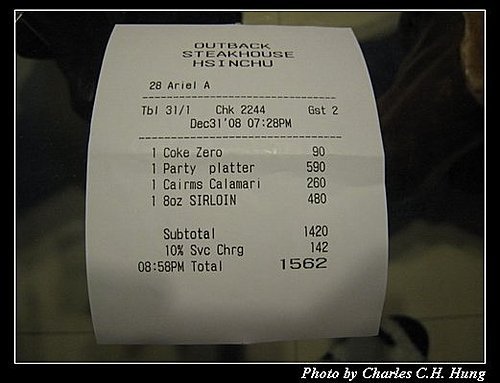 OUTBACK
STEAKHOUSE
HSINCHU
28 Ariel A
Tbl 31/1 Chk 2244 Gst 2
Dec31'08 07:28PM
1 Coke Zero 90
1 Party platter 590
1 Cairms Calamari 260
1 8oz SIRLOIN 480
Subtotal 1420
10% Svc Chrg 142
08:58PM Total 1562
Photo by Charles C.H. Hung